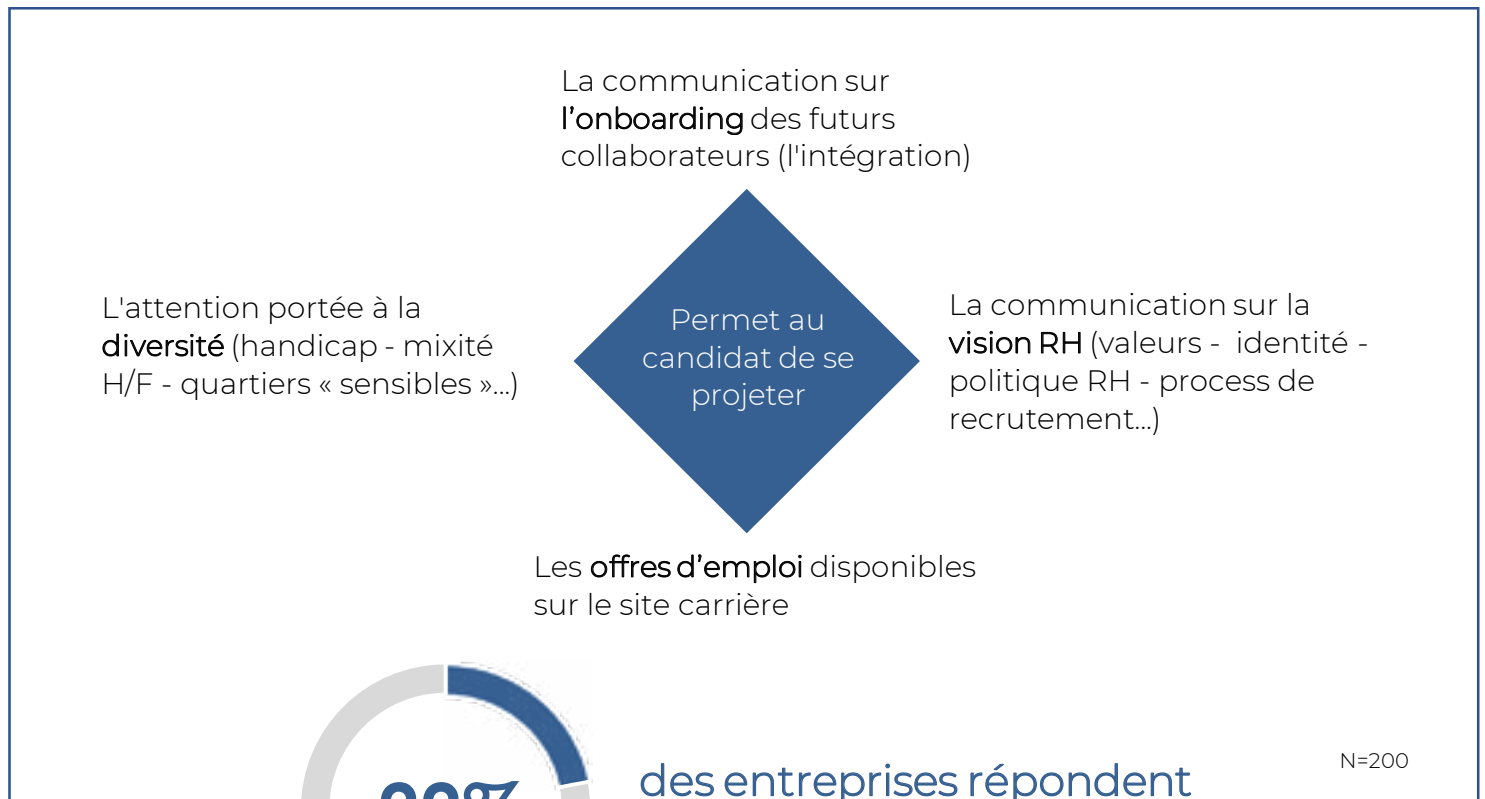 La communication sur
l’onboarding des futurs
collaborateurs (l'intégration)
L'attention portée à la
diversité (handicap - mixité
H/F - quartiers « sensibles »...)
Permet au
candidat de se
projeter
La communication sur la
vision RH (valeurs - identité -
politique RH - process de
recrutement...)
Les offres d’emploi disponibles
sur le site carrière
N=200
des entreprises répondent